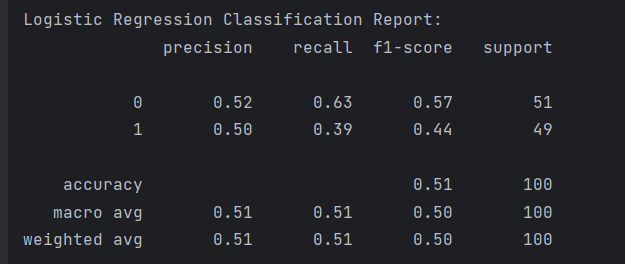 Logistic Regression Classification Report:
              precision    recall  f1-score   support

           0       0.52      0.63      0.57        51
           1       0.50      0.39      0.44        49

    accuracy                           0.51       100
   macro avg       0.51      0.51      0.50       100
weighted avg       0.51      0.51      0.50       100